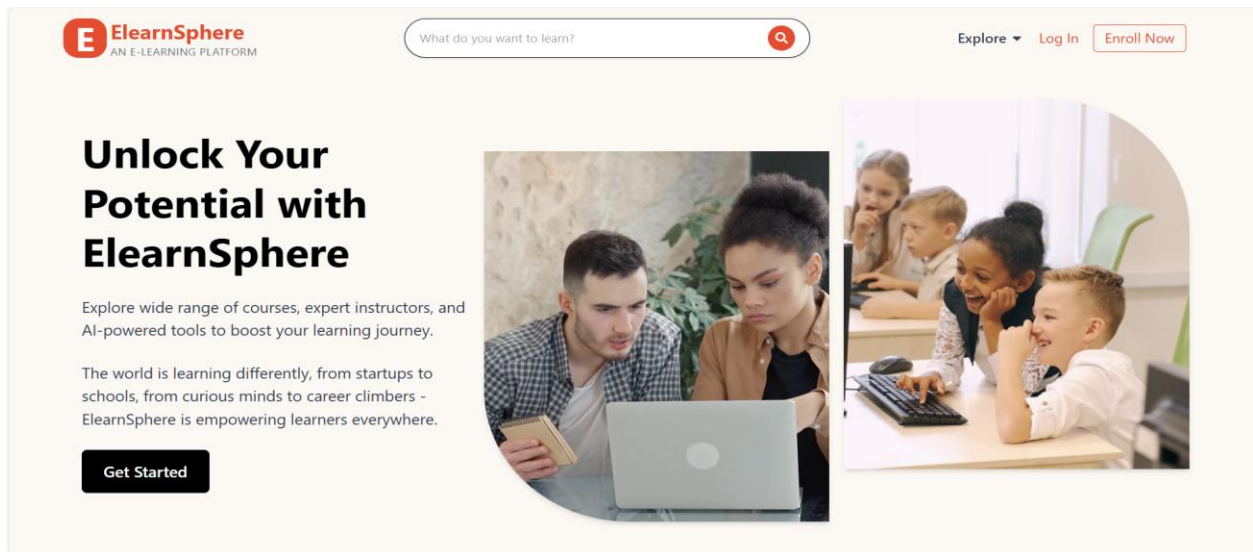 E
ElearnSphere
AN E-LEARNING PLATFORM
What do you want to learn?
Explore
Log In
Enroll Now
Unlock Your
Potential with
ElearnSphere
Explore wide range of courses, expert instructors, and
AI-powered tools to boost your learning journey.
The world is learning differently, from startups to
schools, from curious minds to career climbers -
ElearnSphere is empowering learners everywhere.
Get Started